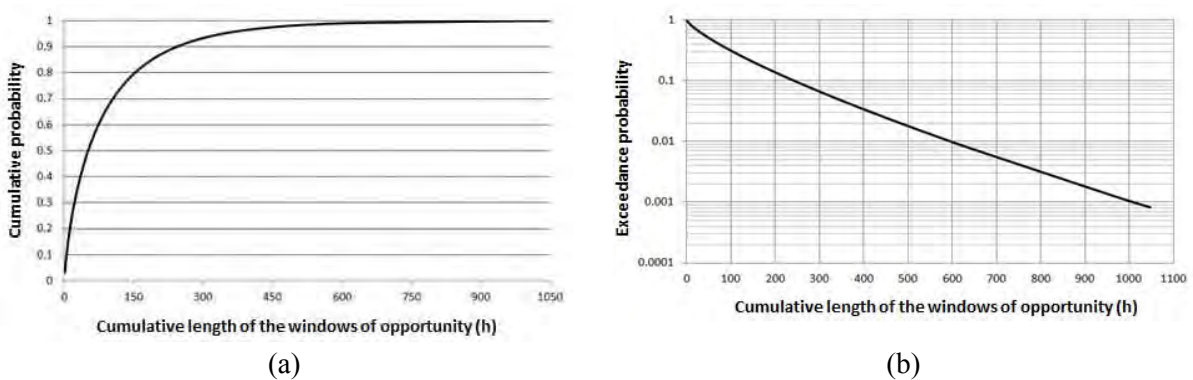 Cumulative probability
1
0.9
0.8
0.7
0.6
0.5
0.4
0.3
0.2
0.1
0
0 150 300 450 600 750 900 1050
Cumulative length of the windows of opportunity (h)
(a)
Exceedance probability
1
0.1
0.01
0.001
0.0001
0 100 200 300 400 500 600 700 800 900 1000 1100
Cumulative length of the windows of opportunity (h)
(b)